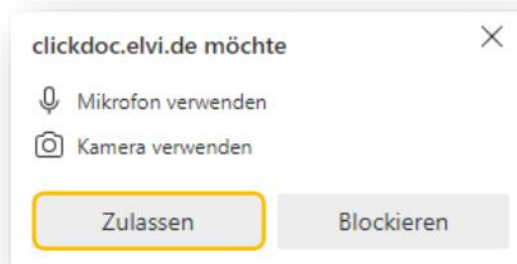 clickdoc.elvi.de möchte
Mikrofon verwenden
Kamera verwenden
Zulassen Blockieren